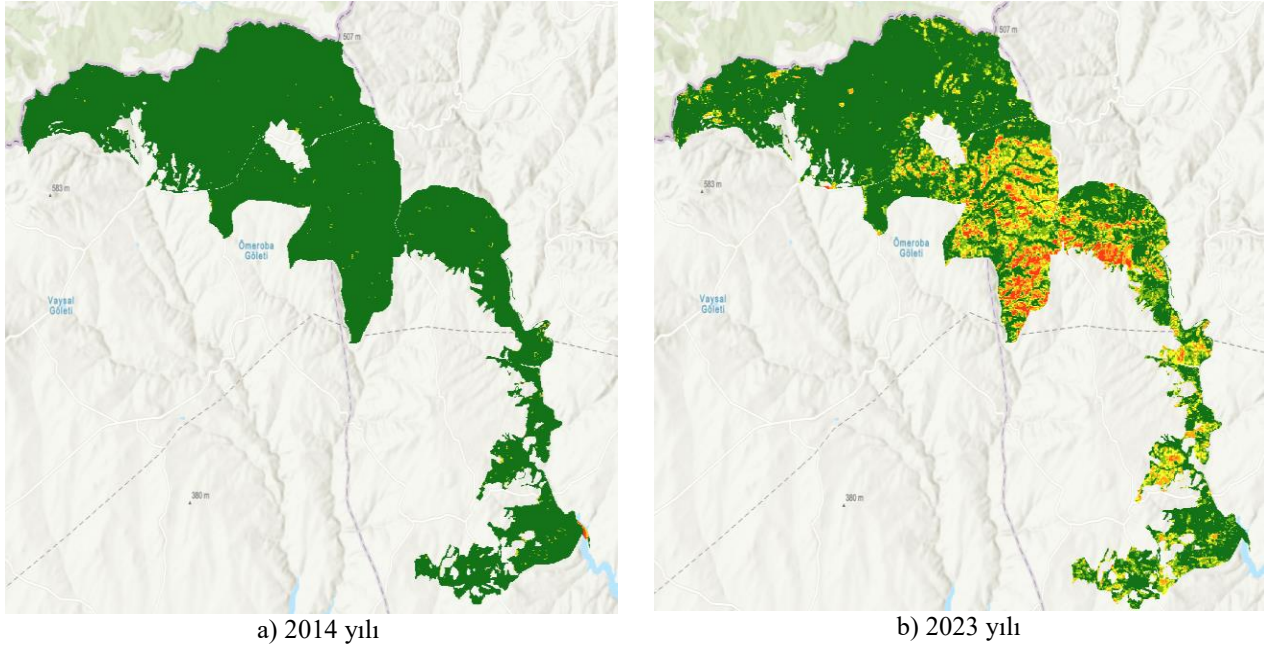 507 m
583 m
Ömeroba
Göleti
Vaysal
Göleti
380 m
a) 2014 yılı
507 m
583 m
Ömeroba
Göleti
Vaysal
Göleti
380 m
b) 2023 yılı